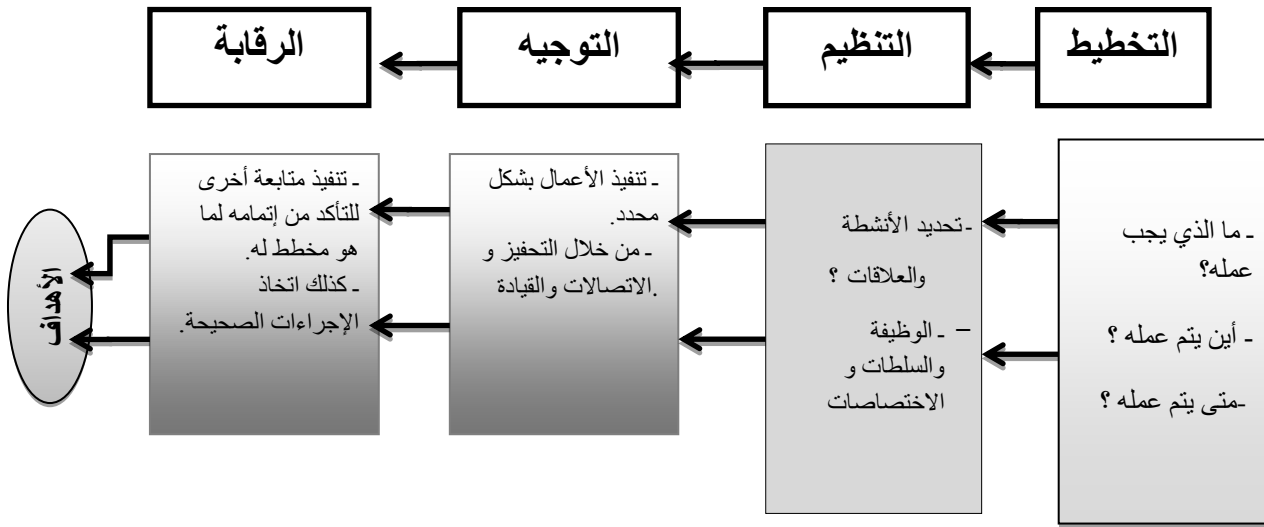 التخطيط
التنظيم
التوجيه
الرقابة
ـ ما الذي يجب
عمله؟
ـ أين يتم عمله ؟
-متى يتم عمله ؟
-تحديد الأنشطة
والعلاقات ؟
– ـ الوظيفة
والسلطات و
الاختصاصات
ـ تنفيذ الأعمال بشكل
محدد.
ـ من خلال التحفيز و
.الاتصالات والقيادة
ـ تنفيذ متابعة أخرى
للتأكد من إتمامه لما
هو مخطط له.
ـ كذلك اتخاذ
الإجراءات الصحيحة.
الأهداف